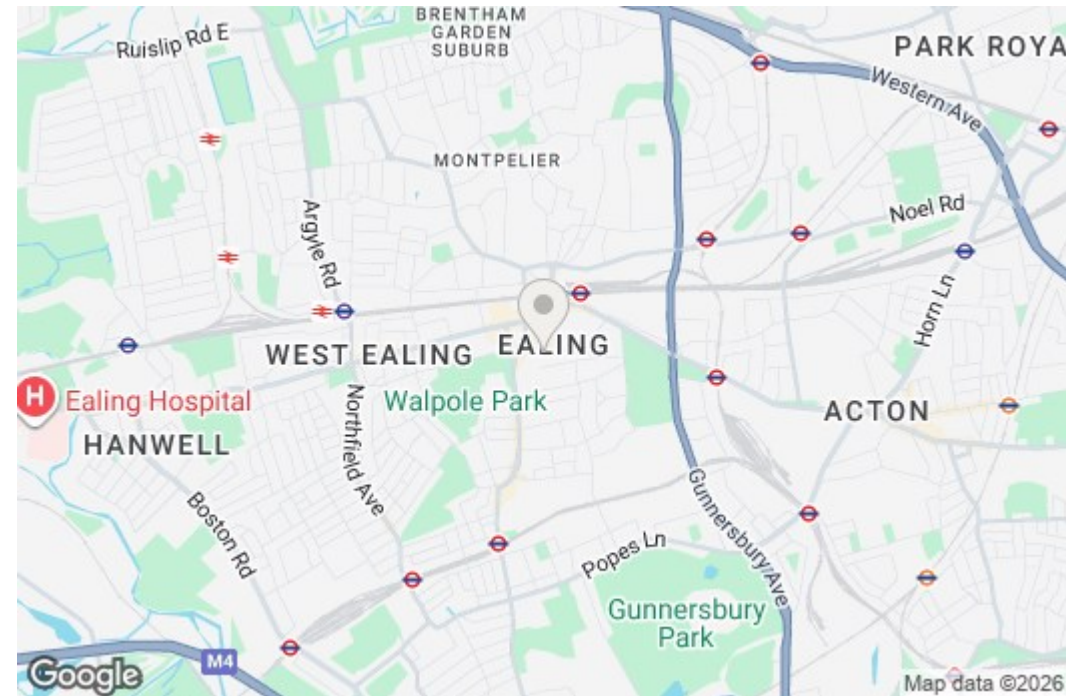 BRENTHAM
GARDEN
SUBURB
Ruislip Rd E
PARK ROYA
Western Ave
MONTPELIER
Argyle Rd
Noel Rd
Horn Ln
WEST EALING
EALING
H
Ealing Hospital
Walpole Park
ACTON
HANWELL
Northfield Ave
Boston Rd
Gunnersbury Ave
Popes Ln
Gunnersbury
Park
M4
Google
Map data ©2026